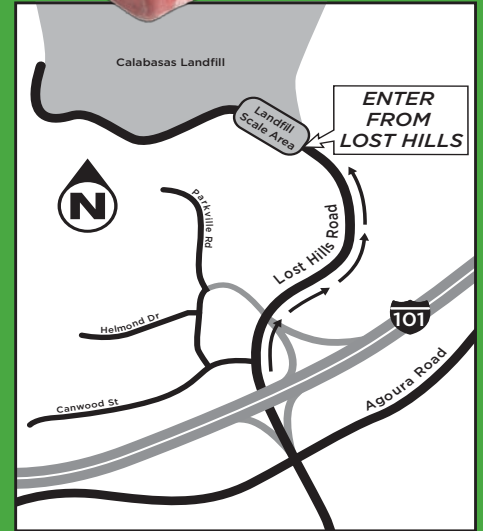 Calabasas Landfill
Landfill
Scale Area
ENTER
FROM
LOST HILLS
N
Parkville Rd
Lost Hills Road
Helmond Dr
101
Canwood St
Agoura Road